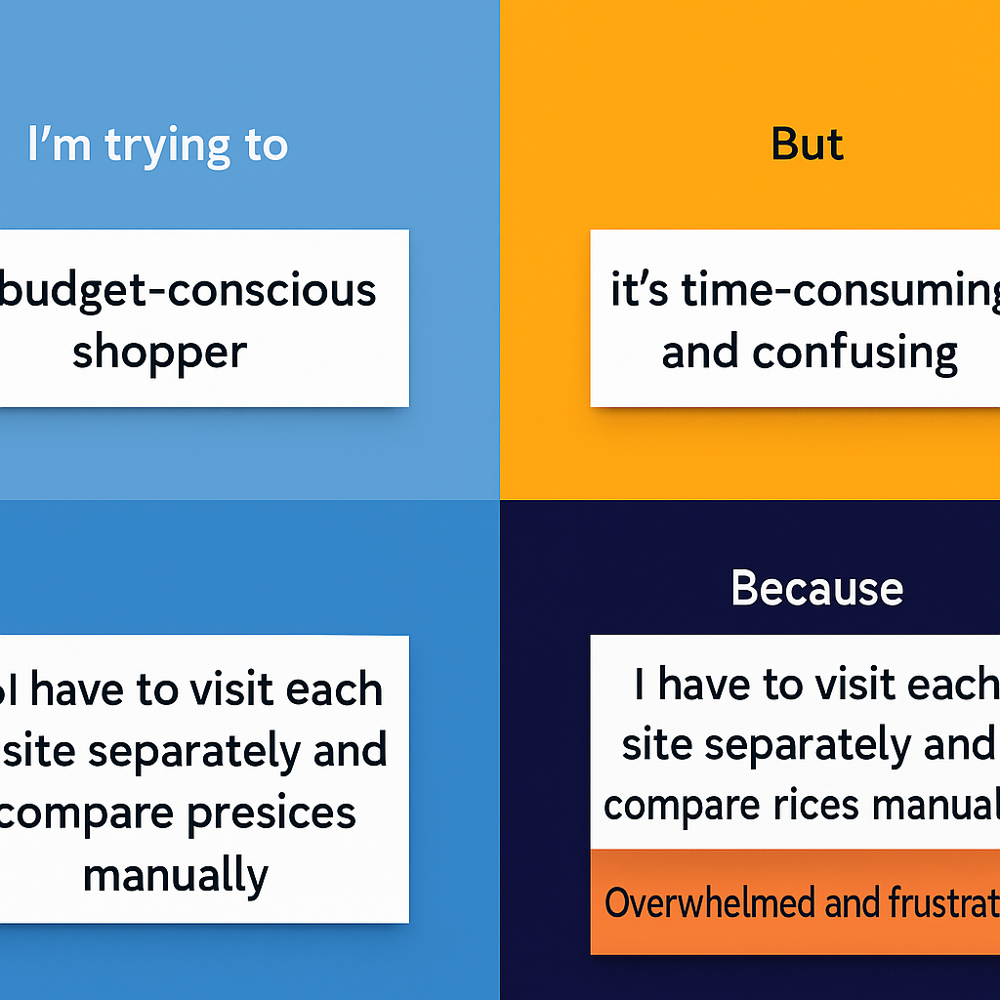 I'm trying to
budget-conscious
shopper
But
it's time-consuming
and confusing
I have to visit each
site separately and
compare presices
manually
Because
I have to visit each
site separately and
compare rices manual
Overwhelmed and frustrat